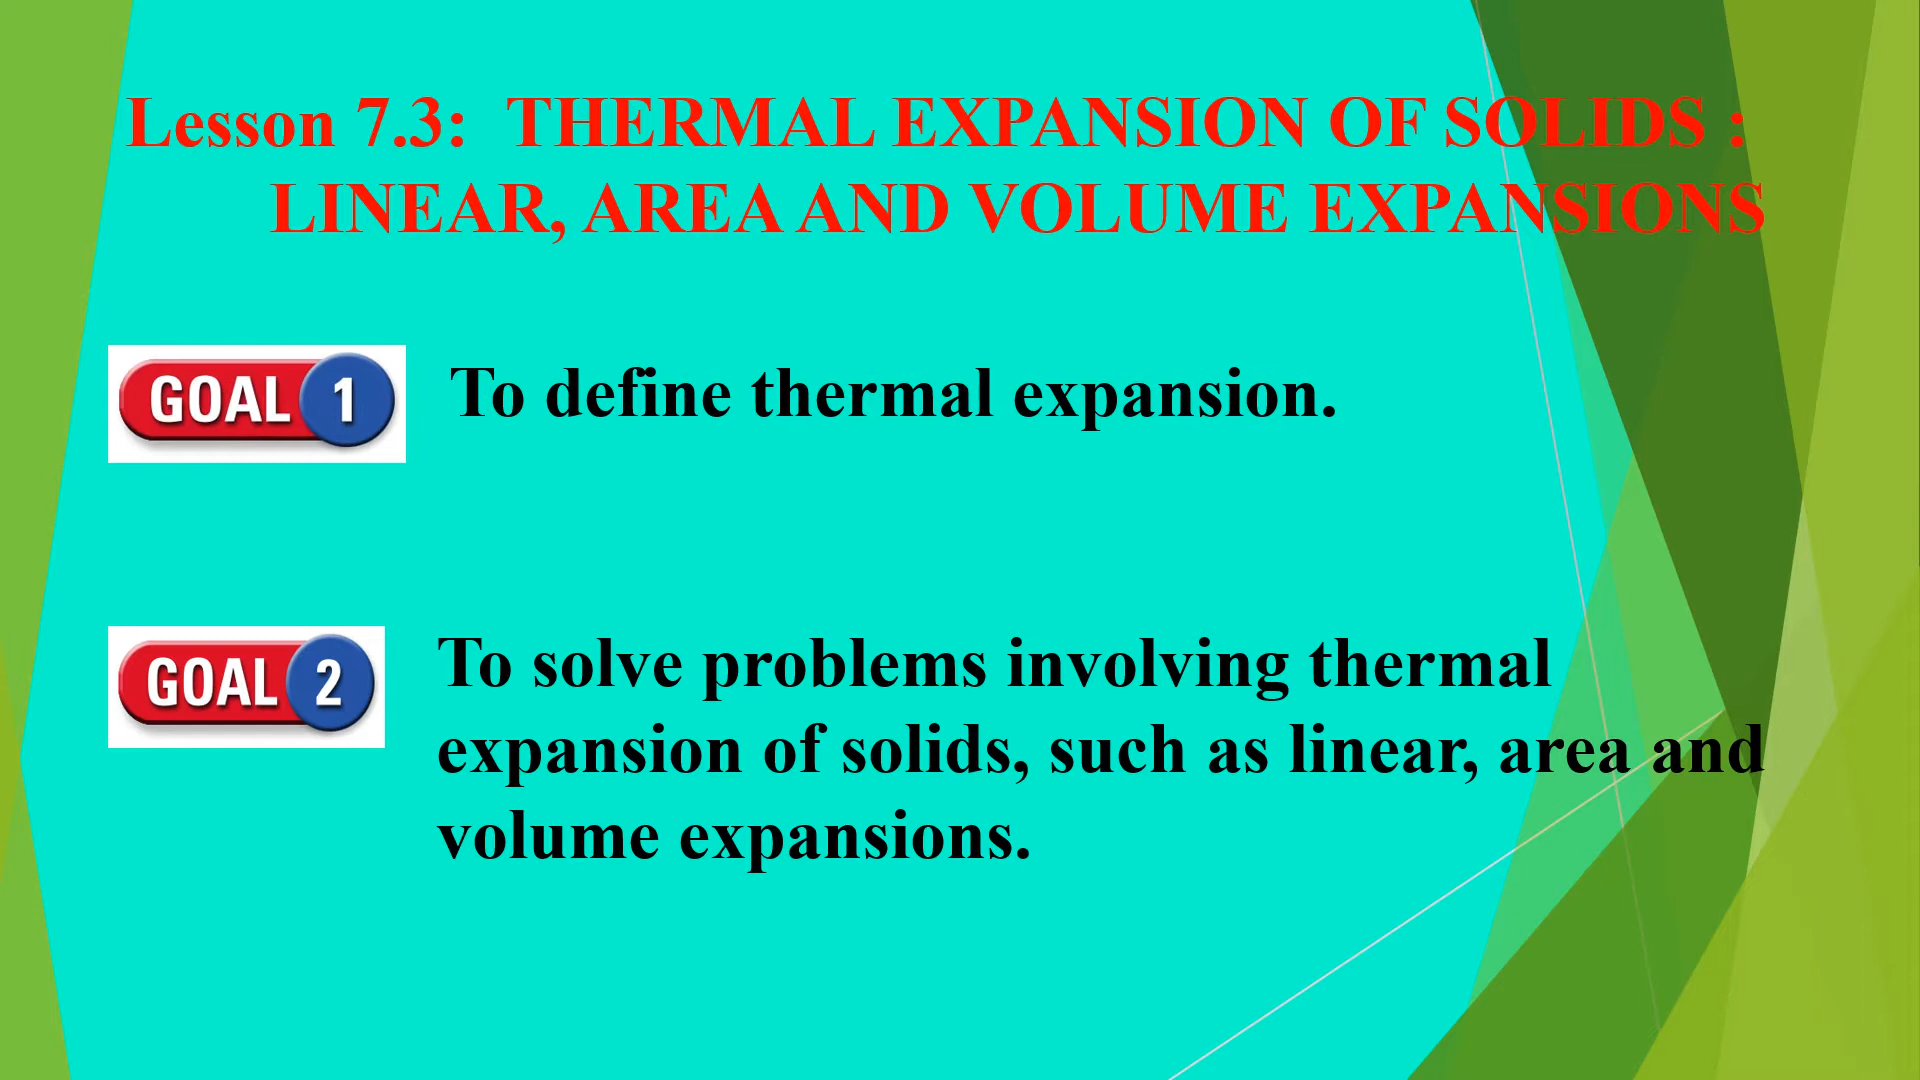 Lesson 7.3: THERMAL EXPANSION OF SOLIDS :
LINEAR, AREA AND VOLUME EXPANSIONS
GOAL 1
To define thermal expansion.
GOAL 2
To solve problems involving thermal
expansion of solids, such as linear, area and
volume expansions.